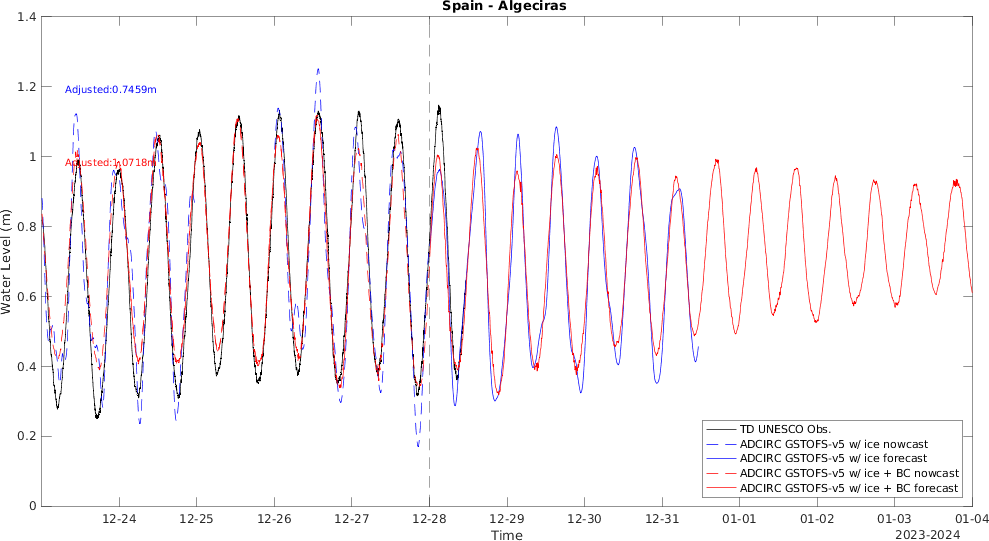 Spain - Algeciras
1.4
1.2
1
0.8
0.6
0.4
0.2
0
Water Level (m)
Adjusted:0.7459m
Adjusted:1.0718m
TD UNESCO Obs.
ADCIRC GSTOFS-v5 w/ ice nowcast
ADCIRC GSTOFS-v5 w/ ice forecast
ADCIRC GSTOFS-v5 w/ ice + BC nowcast
ADCIRC GSTOFS-v5 w/ ice + BC forecast
12-24 12-25 12-26 12-27 12-28 12-29 12-30 12-31 01-01 01-02 01-03 01-04
Time
2023-2024